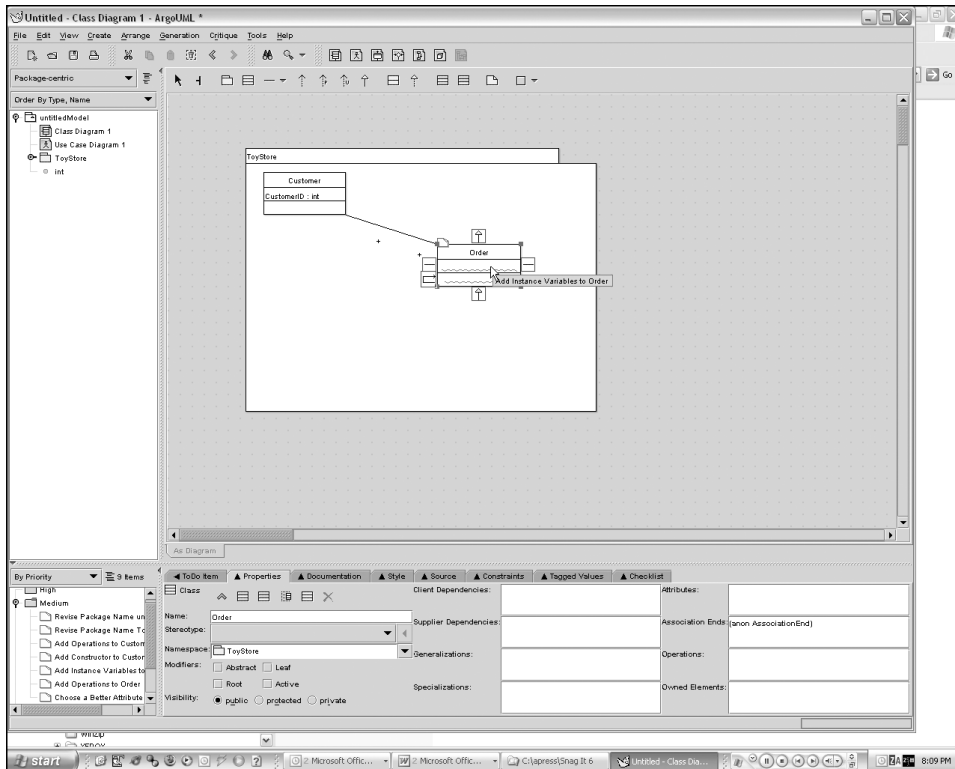 Untitled - Class Diagram 1 - ArgoUML *
File Edit View Create Arrange Generation Critique Tools Help
Package-centric
Go
Order By Type, Name
untitledModel
Class Diagram 1
Use Case Diagram 1
ToyStore
int
ToyStore
Customer
CustomerID : int
Order
Add Instance Variables to Order
As Diagram
By Priority
9 Items
ToDo Item Properties Documentation Style Source Constraints Tagged Values Checklist
High
Medium
Revise Package Name un
Revise Package Name To
Add Operations to Custom
Add Constructor to Custor
Add Instance Variables to
Add Operations to Order
Choose a Better Attribute
Class
Name: Order
Stereotype:
Namespace: ToyStore
Modifiers: Abstract Leaf
Root Active
Visibility: public protected private
Client Dependencies:
Supplier Dependencies:
Generalizations:
Specializations:
Attributes:
Association Ends: (anon AssociationEnd)
Operations:
Owned Elements:
winzip
XEROX
start
2 Microsoft Offic...
2 Microsoft Offic...
C:\apress\Snag It 6
Untitled - Class Dia...
8:09 PM